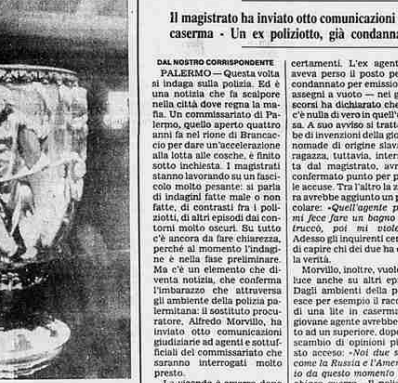 Il magistrato ha inviato otto comunicazioni
caserma - Un ex poliziotto, già condanna
DAL NOSTRO CORRISPONDENTE
PALERMO — Questa volta
si indaga sulla polizia. Ed è
una notizia che fa scalpore
nella città dove regna la ma-
fia. Un commissariato di Pa-
lermo, quello aperto quattro
anni fa nel rione di Brancac-
cio per dare un'accelerazione
alla lotta alle cosche, è finito
sotto inchiesta. I magistrati
stanno lavorando su un fasci-
colo molto pesante: si parla
di indagini fatte male o non
fatte, di contrasti fra i poli-
ziotti, di altri episodi dai con-
torni molto oscuri. Su tutto
c'è ancora da fare chiarezza,
perché al momento l'indagi-
ne è nella fase preliminare.
Ma c'è un elemento che di-
venta notizia, che conferma
l'imbarazzo che attraversa
gli ambienti della polizia pa-
lermitana: il sostituto procu-
ratore, Alfredo Morvillo, ha
inviato otto comunicazioni
giudiziarie ad agenti e sottuf-
ficiali del commissariato che
saranno interrogati molto
presto.
certamenti. L'ex agent
aveva perso il posto pe
condannato per emission
assegni a vuoto — nei g
scorsi ha dichiarato che
c'è nulla di vero in quell'
sa. A suo avviso si tratt
be di invenzioni della gio
nomade di origine slav
ragazza, tuttavia, inter
ta dal magistrato, avr
confermato punto per p
le accuse. Tra l'altro la z
ra avrebbe aggiunto un p
colare: «Quell'agente p
mi fece fare un bagno
truccò, poi mi viole
Adesso gli inquirenti cer
di capire chi dei due ha d
la verità.
Morvillo, inoltre, vuole
luce anche su altri ep
Dagli ambienti della p
esce per esempio il racco
di una lite in caserma
giovane agente avrebbe
to ad un superiore, dopo
scambio di opinioni pi
sto acceso: «Noi due s
come la Russia e l'Amer
io da questo momento